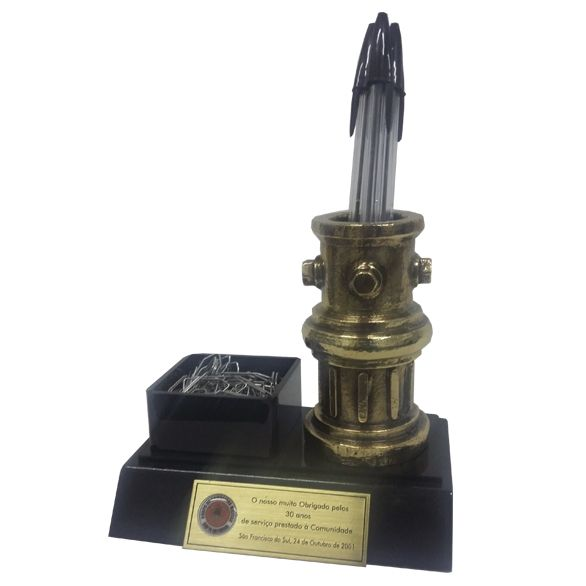 O nosso muito Obrigado pelos
30 anos
de serviço prestado à Comunidade
São Francisco do Sul, 24 de Outubro de 2001